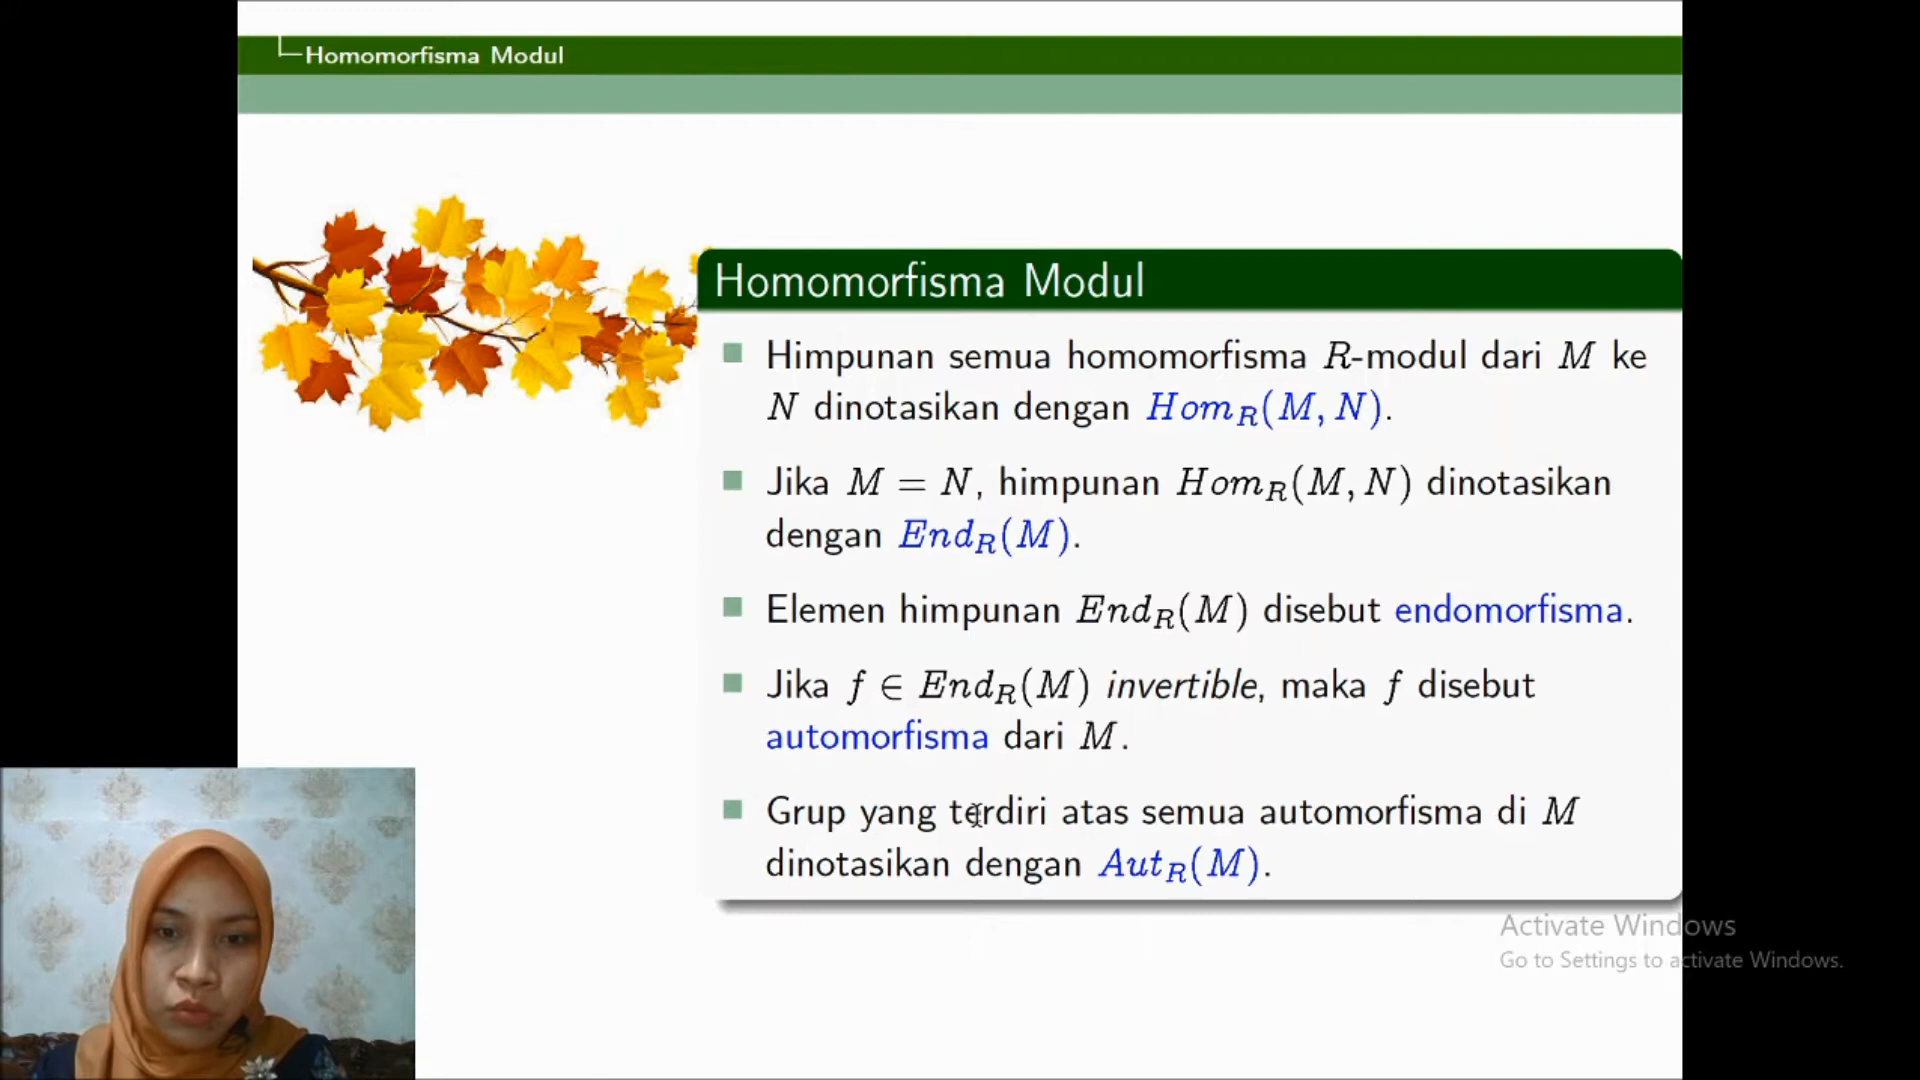 Homomorfisma Modul
Homomorfisma Modul
Himpunan semua homomorfisma R-modul dari M ke
N dinotasikan dengan Hom_R(M, N).
Jika M = N, himpunan Hom_R(M, N) dinotasikan
dengan End_R(M).
Elemen himpunan End_R(M) disebut endomorfisma.
Jika f ∈ End_R(M) invertible, maka f disebut
automorfisma dari M.
Grup yang terdiri atas semua automorfisma di M
dinotasikan dengan Aut_R(M).
Activate Windows
Go to Settings to activate Windows.